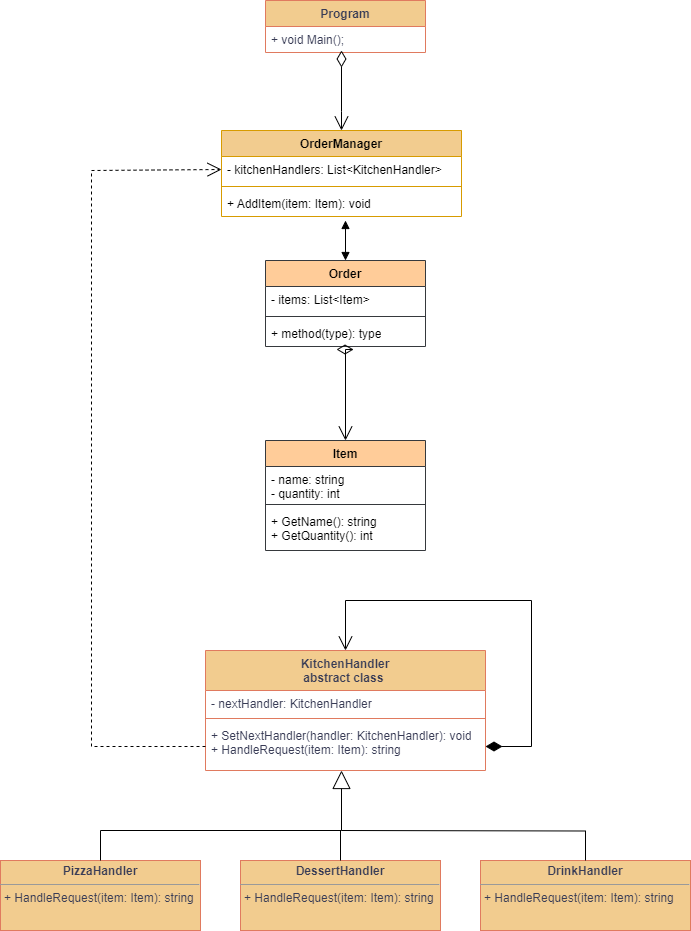 Program
+ void Main();
OrderManager
- kitchenHandlers: List<KitchenHandler>
+ AddItem(item: Item): void
Order
- items: List<Item>
+ method(type): type
Item
- name: string
- quantity: int
+ GetName(): string
+ GetQuantity(): int
KitchenHandler
abstract class
- nextHandler: KitchenHandler
+ SetNextHandler(handler: KitchenHandler): void
+ HandleRequest(item: Item): string
PizzaHandler
+ HandleRequest(item: Item): string
DessertHandler
+ HandleRequest(item: Item): string
DrinkHandler
+ HandleRequest(item: Item): string